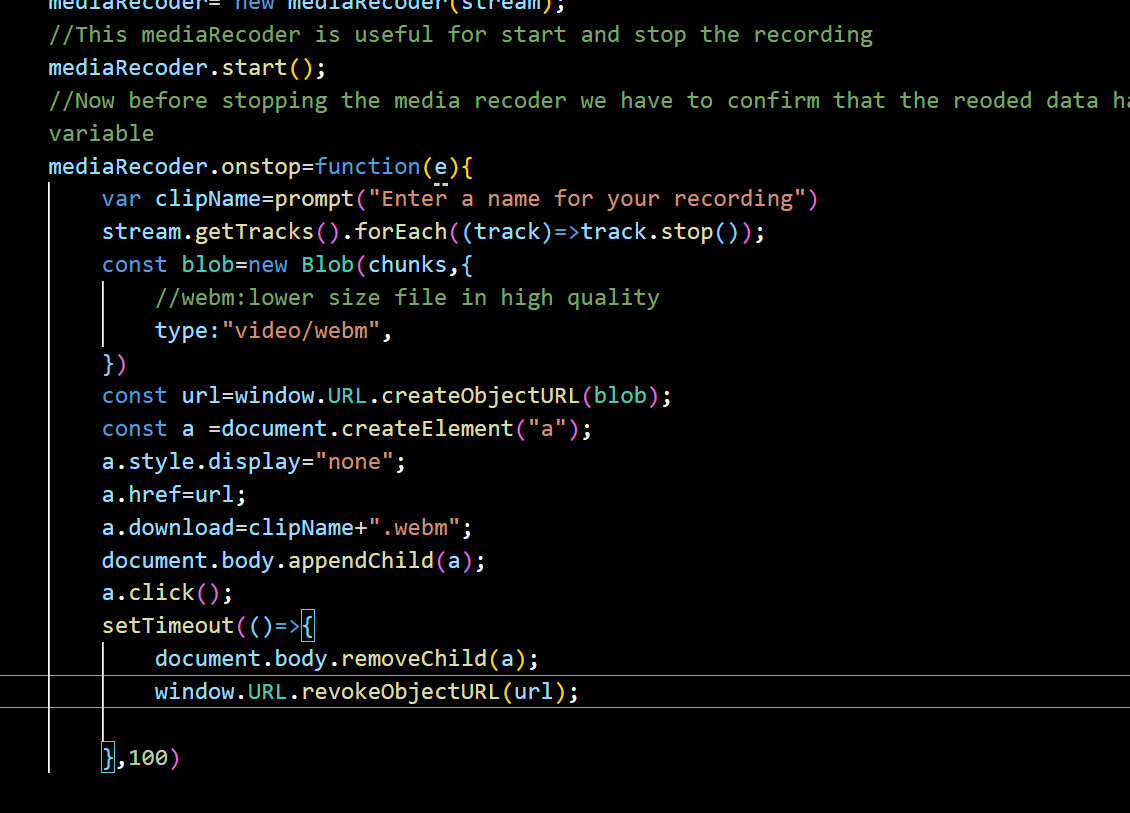 mediaRecoder= new mediaRecoder(stream);
//This mediaRecoder is useful for start and stop the recording
mediaRecoder.start();
//Now before stopping the media recoder we have to confirm that the reoded data
variable
mediaRecoder.onstop=function(e){
var clipName=prompt("Enter a name for your recording")
stream.getTracks().forEach((track)=>track.stop());
const blob=new Blob(chunks,{
//webm:lower size file in high quality
type:"video/webm",
})
const url=window.URL.createObjectURL(blob);
const a =document.createElement("a");
a.style.display="none";
a.href=url;
a.download=clipName+".webm";
document.body.appendChild(a);
a.click();
setTimeout(()=>{
document.body.removeChild(a);
window.URL.revokeObjectURL(url);
},100)